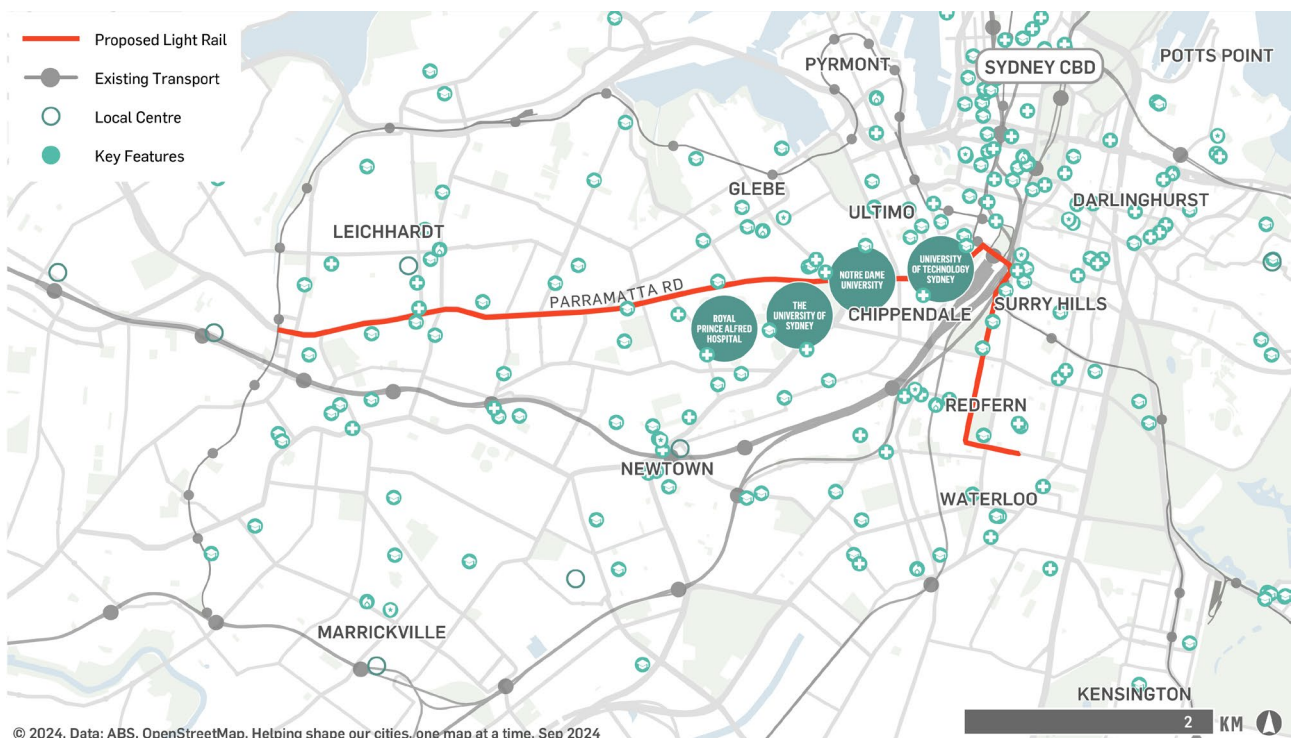 Proposed Light Rail
Existing Transport
Local Centre
Key Features
PYRMONT
POTTS POINT
SYDNEY CBD
GLEBE
DARLINGHURST
ULTIMO
LEICHHARDT
UNIVERSITY
OF TECHNOLOGY
SYDNEY
NOTRE DAME
UNIVERSITY
PARRAMATTA RD
SURRY HILLS
CHIPPENDALE
THE
UNIVERSITY OF
SYDNEY
ROYAL
PRINCE ALFRED
HOSPITAL
REDFERN
NEWTOWN
WATERLOO
MARRICKVILLE
KENSINGTON
2 KM
© 2024. Data: ABS, OpenStreetMap. Helping shape our cities, one map at a time. Sep 2024